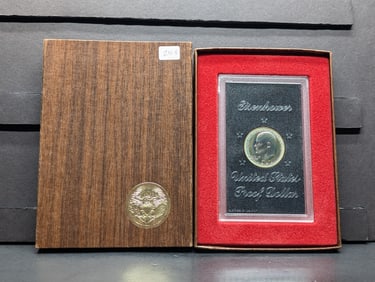 Eisenhower
United States
Proof Dollar